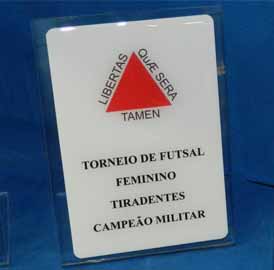 LIBERTAS
QUÆ SERA
TAMEN
TORNEIO DE FUTSAL
FEMININO
TIRADENTES
CAMPEÃO MILITAR